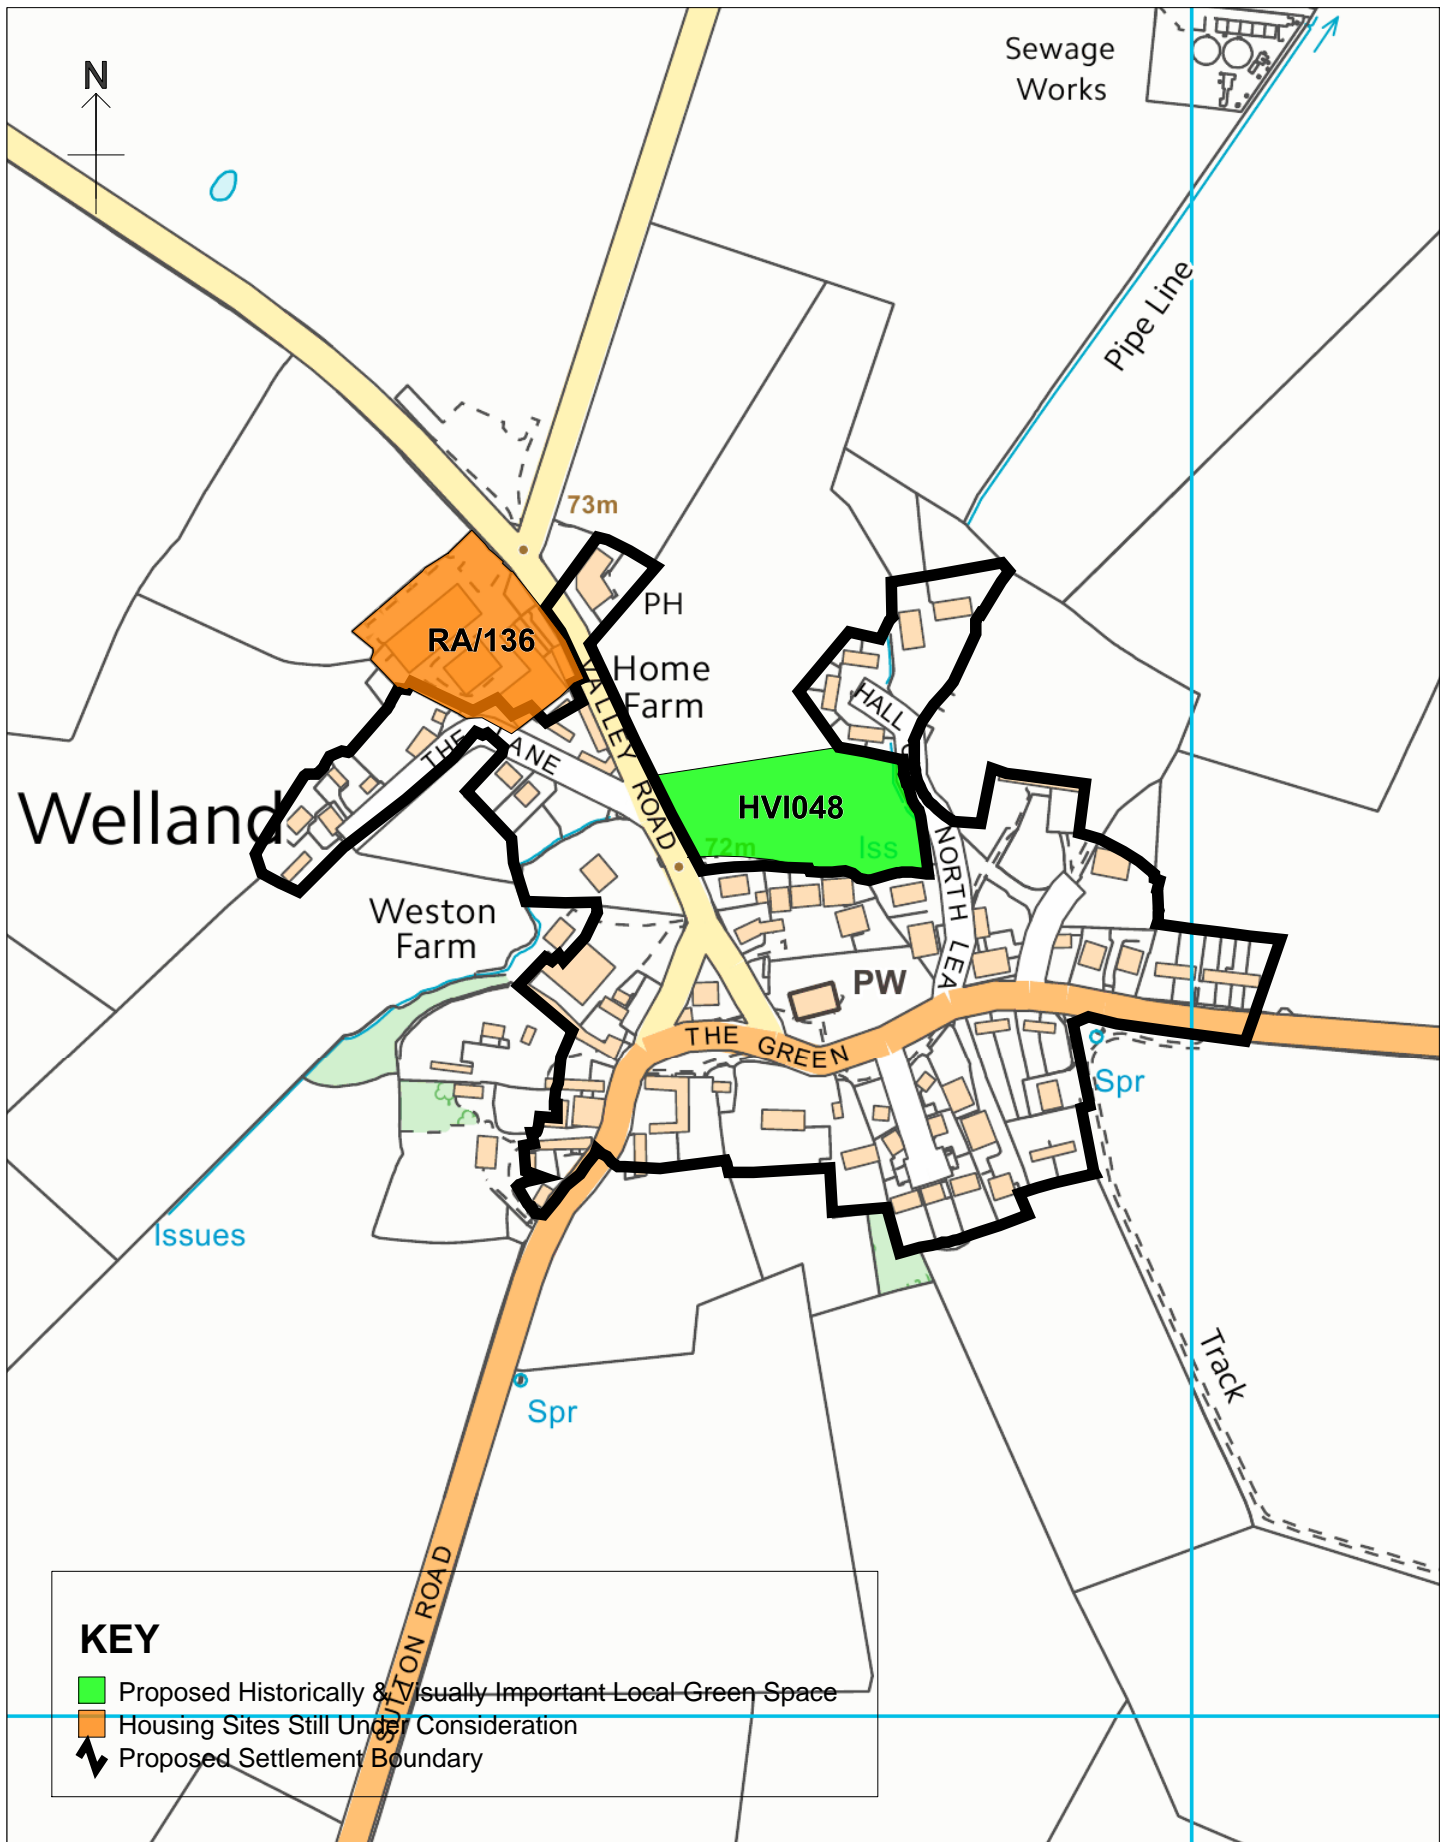 Sewage
Works
N
Pipe Line
73m
PH
RA/136
Home
Farm
VALLEY ROAD
HALL
THE LANE
Welland
HVI048
72m
Iss
NORTH LEA
Weston
Farm
PW
THE GREEN
Spr
Issues
Track
Spr
SUTTON ROAD
KEY
Proposed Historically & Visually Important Local Green Space
Housing Sites Still Under Consideration
Proposed Settlement Boundary